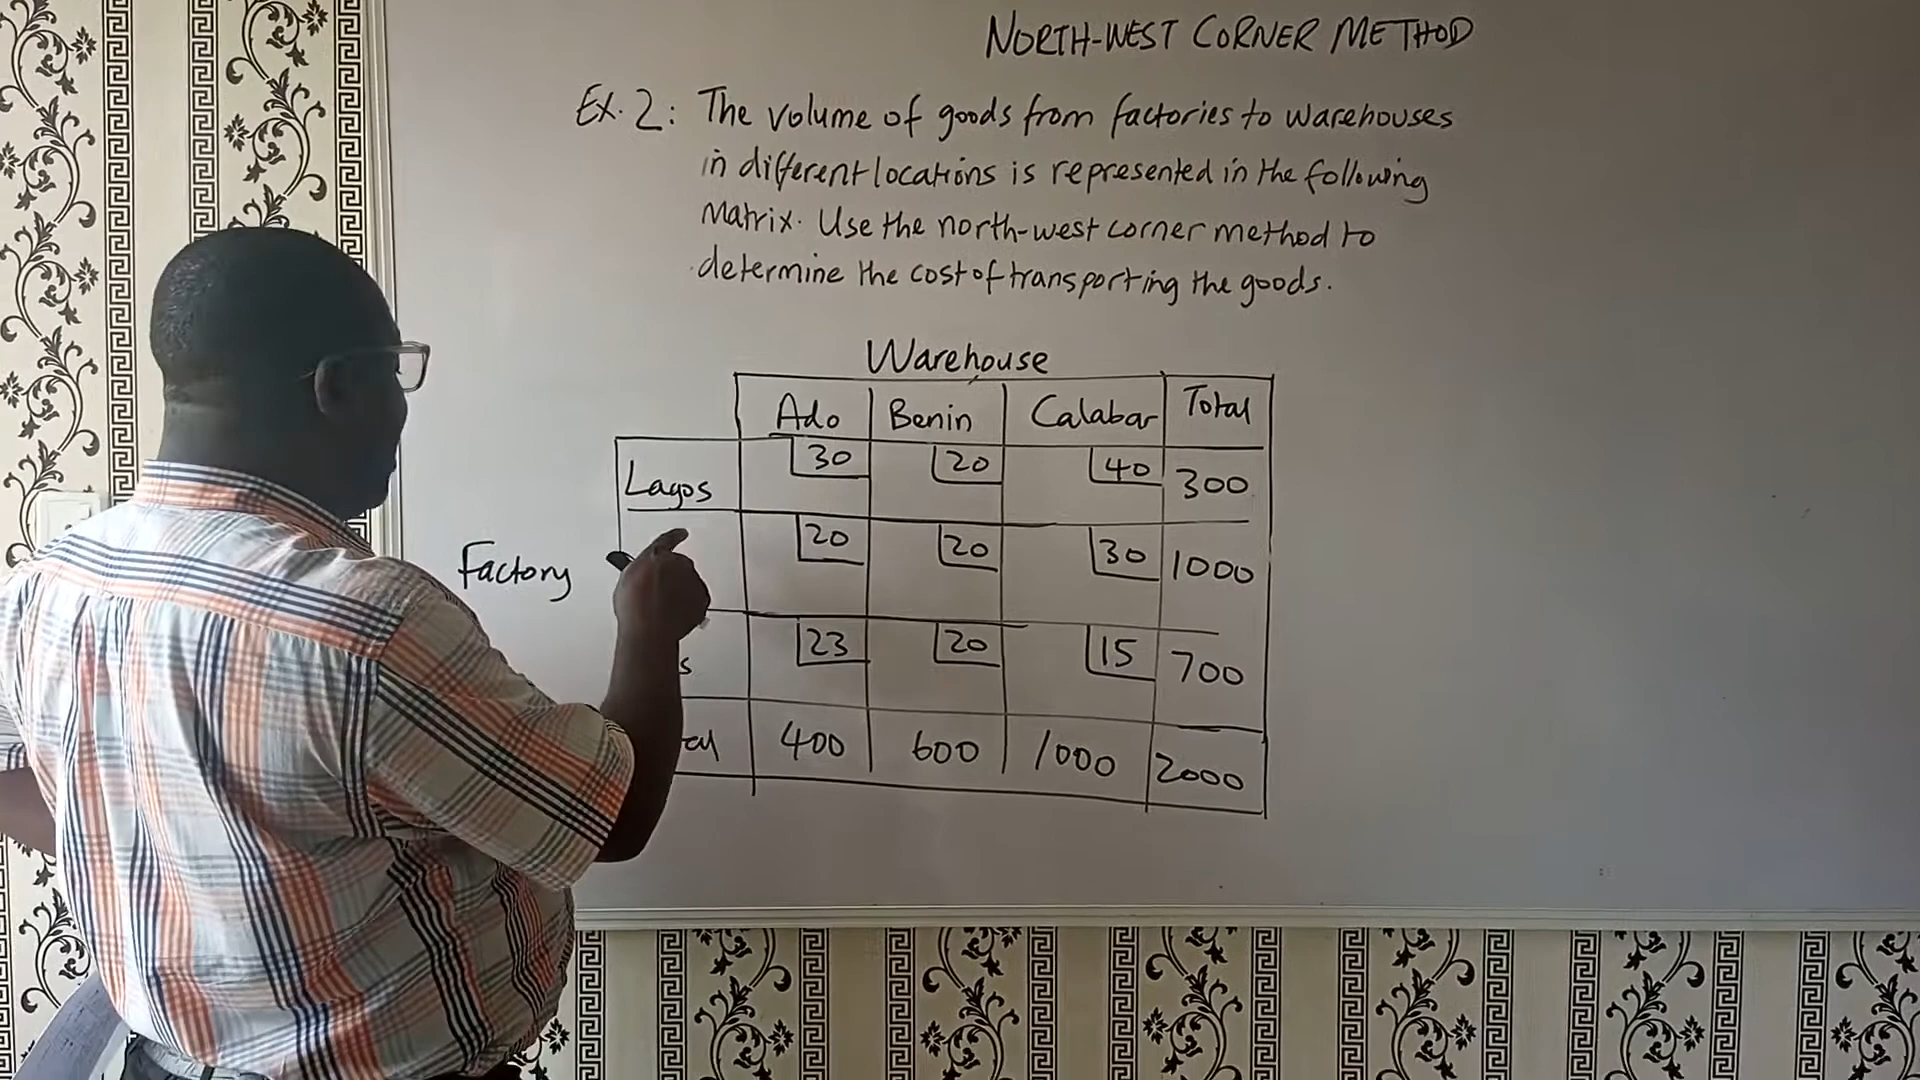 NORTH-WEST CORNER METHOD
Ex. 2: The volume of goods from factories to warehouses
in different locations is represented in the following
matrix. Use the north-west corner method to
determine the cost of transporting the goods.
Warehouse
Ado Benin Calabar Total
Lagos 30 20 40 300
Factory
20 20 30 1000
s 23 20 15 700
al 400 600 1000 2000